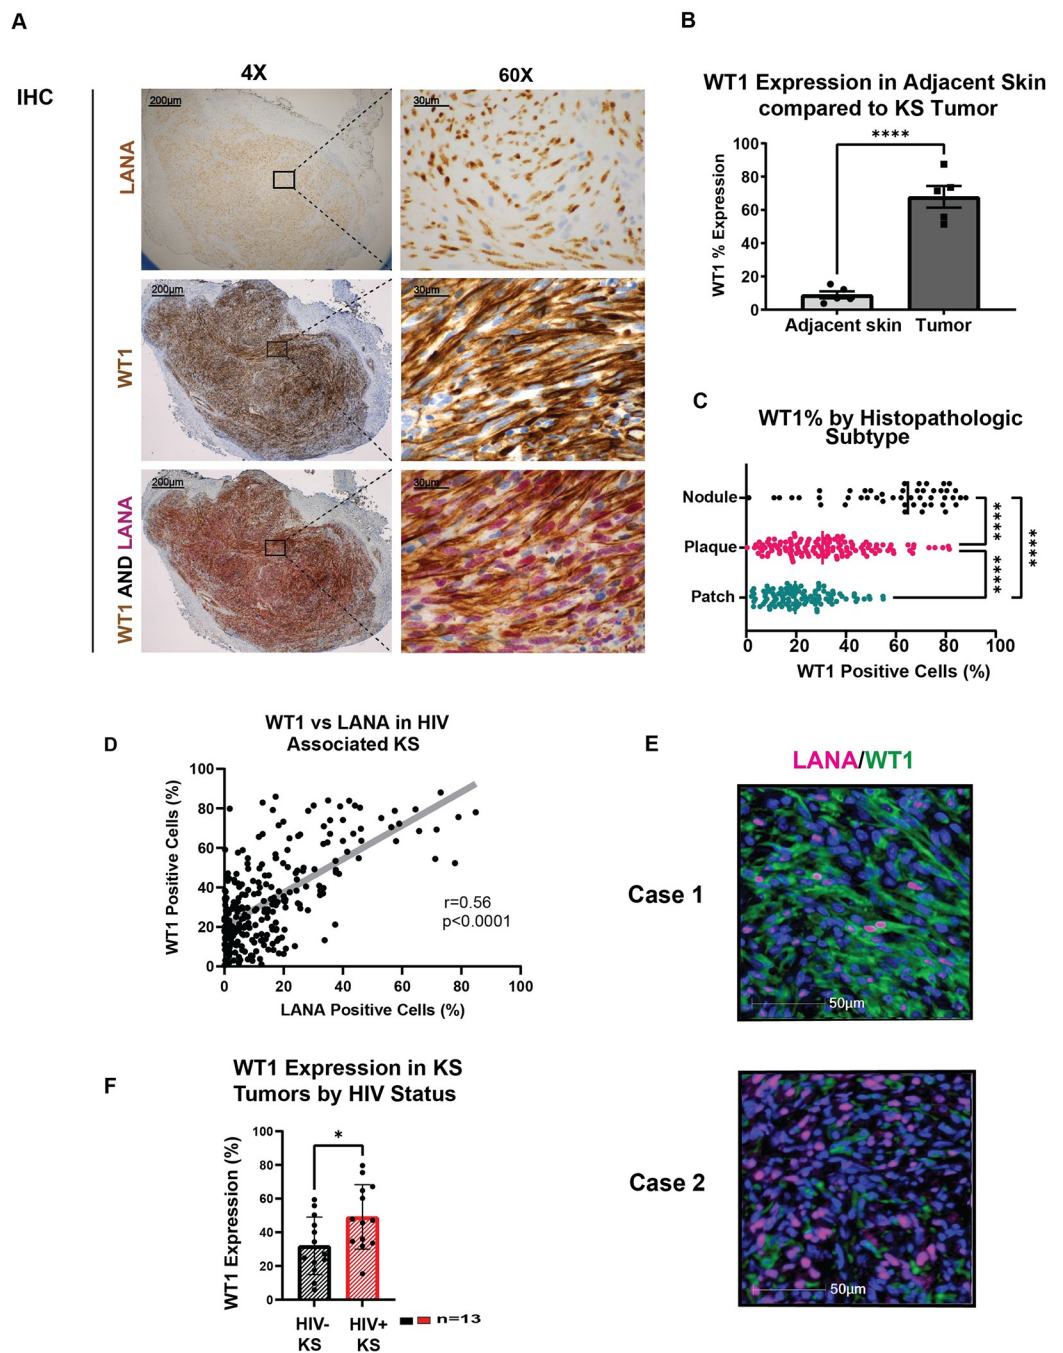 A
IHC
4X
60X
LANA
200µm
30µm
WT1
200µm
30µm
WT1 AND LANA
200µm
30µm
B
WT1 Expression in Adjacent Skin
compared to KS Tumor
****
WT1 % Expression
100
80
60
40
20
0
Adjacent skin
Tumor
C
WT1% by Histopathologic
Subtype
Nodule
Plaque
Patch
****
****
****
0 20 40 60 80 100
WT1 Positive Cells (%)
D
WT1 vs LANA in HIV
Associated KS
WT1 Positive Cells (%)
100
80
60
40
20
0
r=0.56
p<0.0001
0 20 40 60 80 100
LANA Positive Cells (%)
E
LANA/WT1
Case 1
50µm
Case 2
50µm
F
WT1 Expression in KS
Tumors by HIV Status
*
WT1 Expression (%)
100
80
60
40
20
0
HIV-
KS
HIV+
KS
n=13